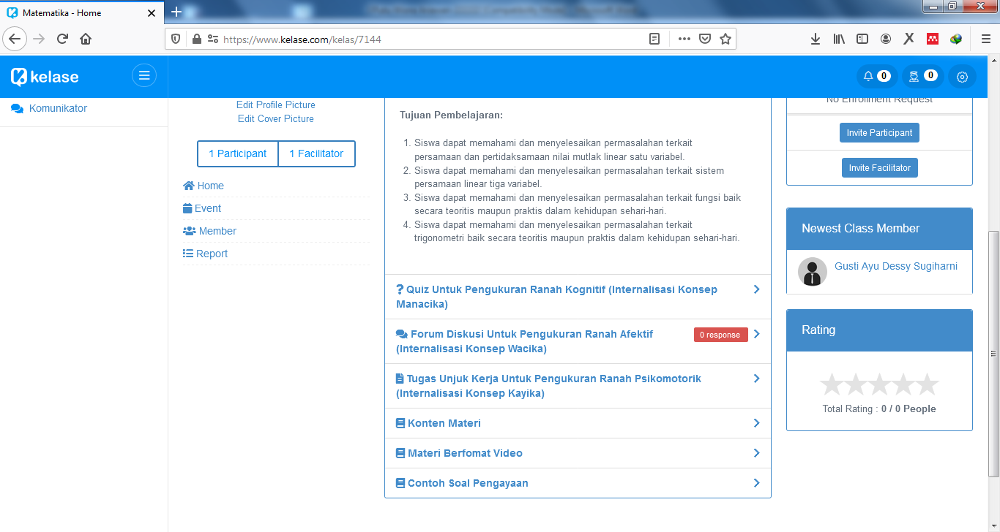 Matematika - Home
https://www.kelase.com/kelas/7144
kelase
0
0
Komunikator
Edit Profile Picture
Edit Cover Picture
1 Participant
1 Facilitator
Home
Event
Member
Report
Tujuan Pembelajaran:
1. Siswa dapat memahami dan menyelesaikan permasalahan terkait
persamaan dan pertidaksamaan nilai mutlak linear satu variabel.
2. Siswa dapat memahami dan menyelesaikan permasalahan terkait sistem
persamaan linear tiga variabel.
3. Siswa dapat memahami dan menyelesaikan permasalahan terkait fungsi baik
secara teoritis maupun praktis dalam kehidupan sehari-hari.
4. Siswa dapat memahami dan menyelesaikan permasalahan terkait
trigonometri baik secara teoritis maupun praktis dalam kehidupan sehari-hari.
Quiz Untuk Pengukuran Ranah Kognitif (Internalisasi Konsep
Manacika)
Forum Diskusi Untuk Pengukuran Ranah Afektif
0 response
(Internalisasi Konsep Wacika)
Tugas Unjuk Kerja Untuk Pengukuran Ranah Psikomotorik
(Internalisasi Konsep Kayika)
Konten Materi
Materi Berfomat Video
Contoh Soal Pengayaan
No Enrollment Request
Invite Participant
Invite Facilitator
Newest Class Member
Gusti Ayu Dessy Sugiharni
Rating
Total Rating : 0 / 0 People